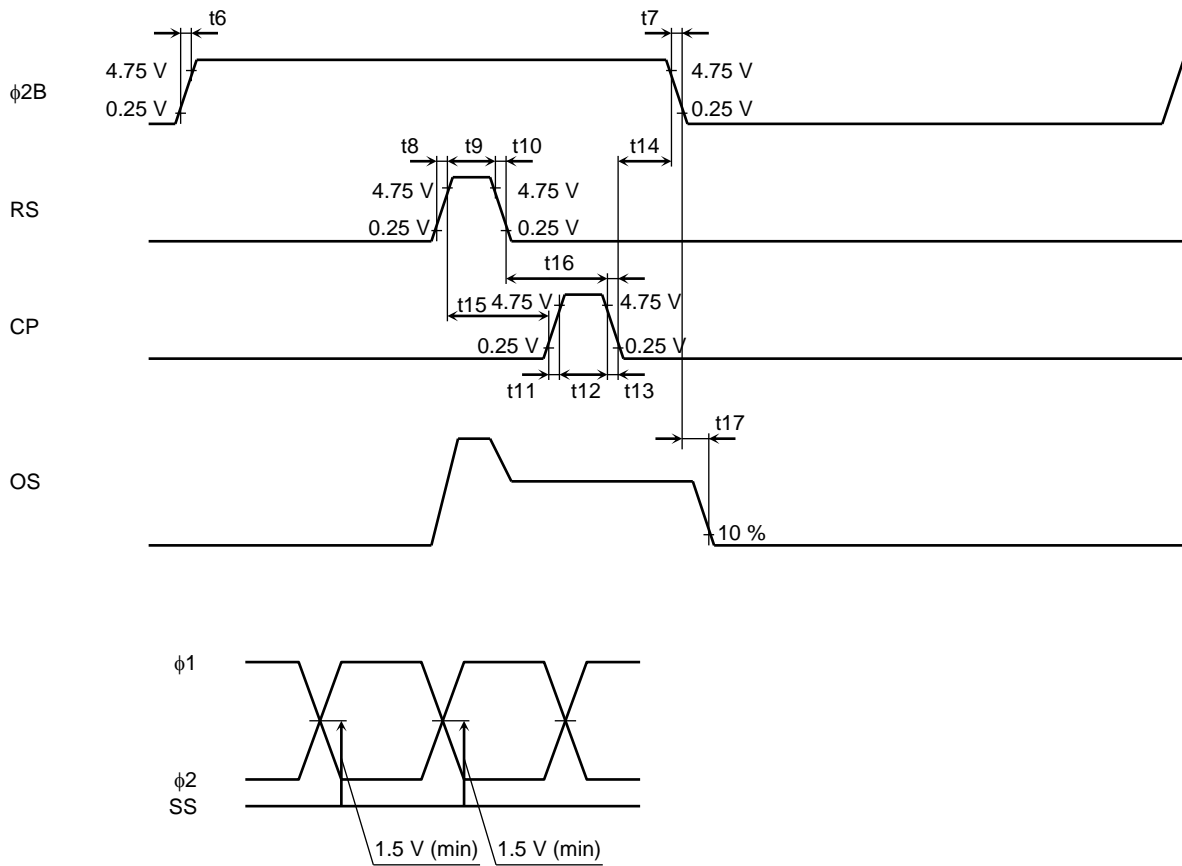 t6
t7
4.75 V
4.75 V
ϕ2B
0.25 V
0.25 V
t8
t9
t10
t14
4.75 V
4.75 V
RS
0.25 V
0.25 V
t16
t15
4.75 V
4.75 V
CP
0.25 V
0.25 V
t11
t12
t13
t17
OS
10 %
ϕ1
ϕ2
SS
1.5 V (min)
1.5 V (min)